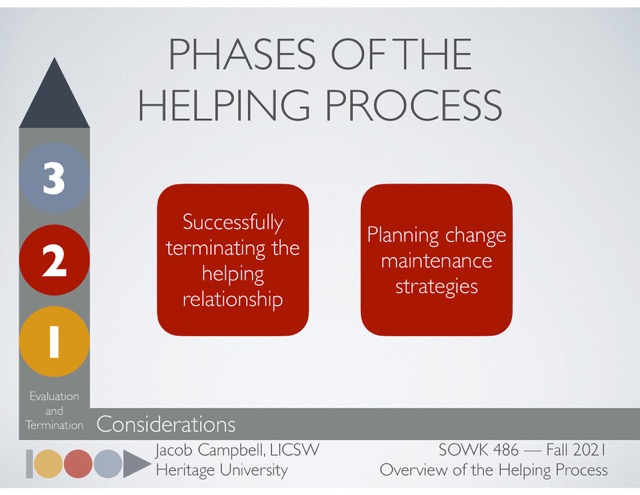 PHASES OF THE
HELPING PROCESS
3
2
1
Successfully
terminating the
helping
relationship
Planning change
maintenance
strategies
Evaluation
and
Termination
Considerations
Jacob Campbell, LICSW
Heritage University
SOWK 486 — Fall 2021
Overview of the Helping Process